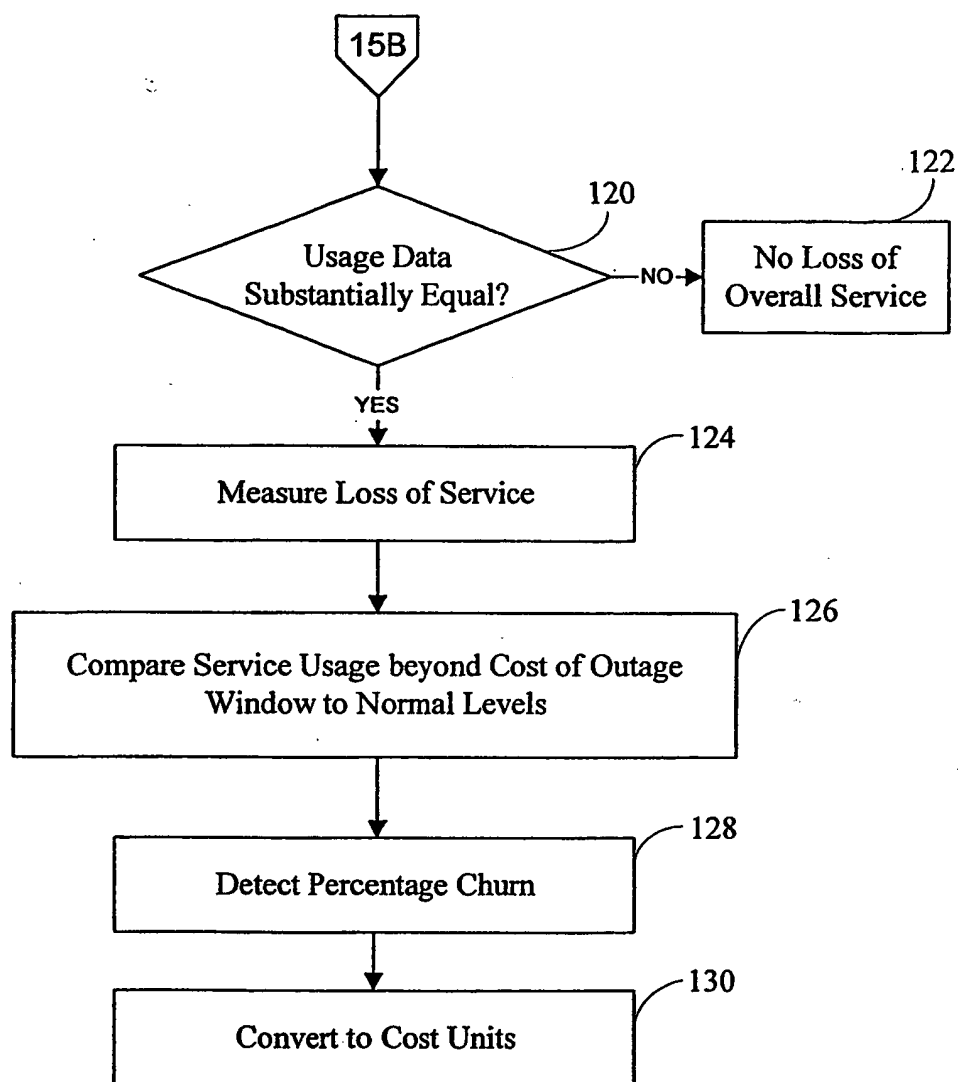 15B
120
122
Usage Data
Substantially Equal?
NO
No Loss of
Overall Service
YES
124
Measure Loss of Service
126
Compare Service Usage beyond Cost of Outage
Window to Normal Levels
128
Detect Percentage Churn
130
Convert to Cost Units